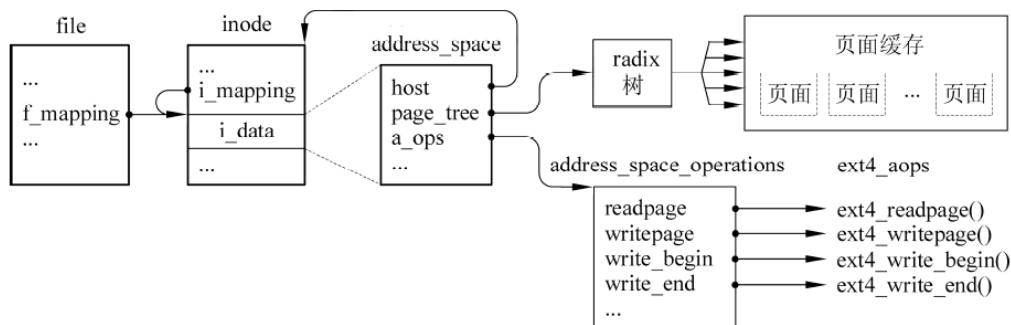 file
...
f_mapping
...
inode
...
i_mapping
i_data
...
address_space
host
page_tree
a_ops
...
radix
树
页面缓存
页面 页面 ... 页面
address_space_operations
readpage
writepage
write_begin
write_end
...
ext4_aops
ext4_readpage()
ext4_writepage()
ext4_write_begin()
ext4_write_end()